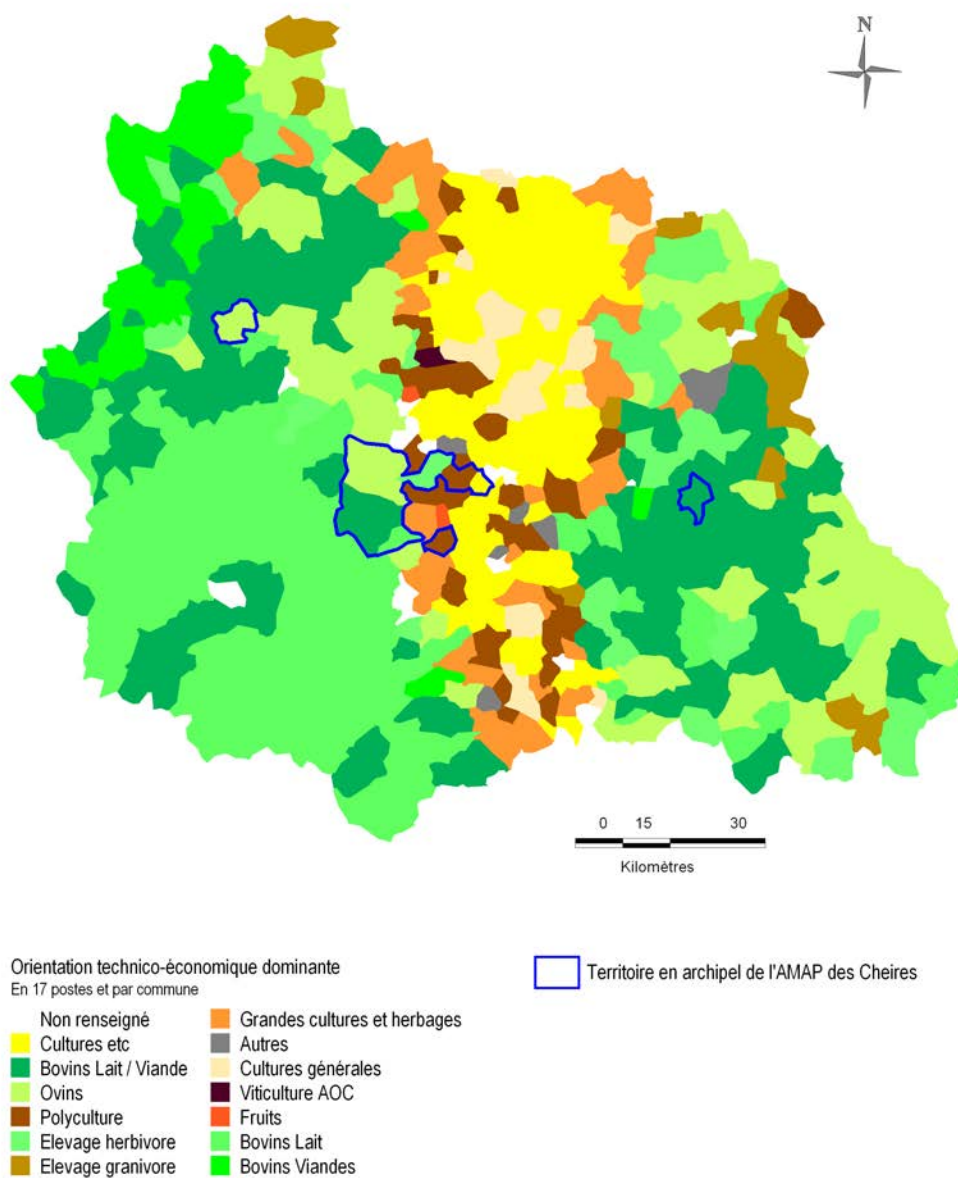 N
0 15 30
Kilomètres
Orientation technico-économique dominante
En 17 postes et par commune
Non renseigné
Cultures etc
Bovins Lait / Viande
Ovins
Polyculture
Elevage herbivore
Elevage granivore
Grandes cultures et herbages
Autres
Cultures générales
Viticulture AOC
Fruits
Bovins Lait
Bovins Viandes
Territoire en archipel de l'AMAP des Cheires